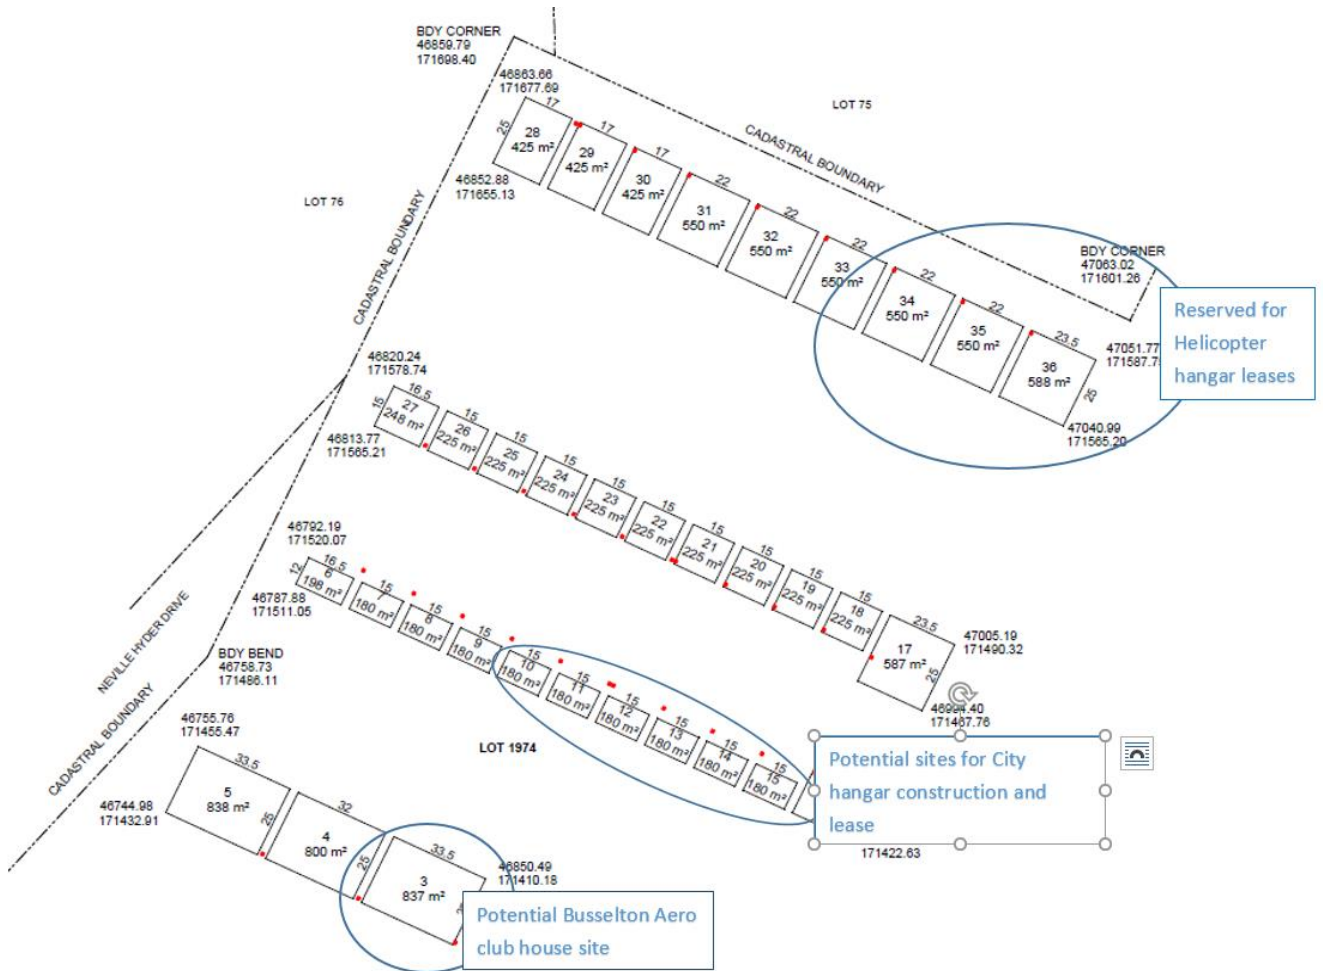 BDY CORNER
46859.79
171698.40
46863.66
171677.69
LOT 75
CADASTRAL BOUNDARY
17
25
28
425 m²
17
29
425 m²
17
30
425 m²
22
31
550 m²
22
32
550 m²
22
33
550 m²
22
34
550 m²
22
35
550 m²
23.5
36
588 m²
25
46852.88
171655.13
LOT 76
CADASTRAL BOUNDARY
BDY CORNER
47063.02
171601.26
47051.77
Reserved for
Helicopter
hangar leases
47040.99
171565.20
46820.24
171578.74
16.5
15
27
248 m²
15
26
225 m²
15
25
225 m²
15
24
225 m²
15
23
225 m²
15
22
225 m²
15
21
225 m²
15
20
225 m²
15
19
225 m²
15
18
225 m²
23.5
17
587 m²
25
46813.77
171565.21
47005.19
171490.32
171467.76
46792.19
171520.07
16.5
12
6
198 m²
15
7
180 m²
15
8
180 m²
15
9
180 m²
15
10
180 m²
15
11
180 m²
15
12
180 m²
15
13
180 m²
15
14
180 m²
15
15
180 m²
46787.88
171511.05
NEVILLE HYDER DRIVE
BDY BEND
46758.73
171486.11
CADASTRAL BOUNDARY
46755.76
171455.47
LOT 1974
Potential sites for City
hangar construction and
lease
171422.63
33.5
5
838 m²
25
32
4
800 m²
25
33.5
3
837 m²
46744.98
171432.91
46850.49
171410.18
Potential Busselton Aero
club house site